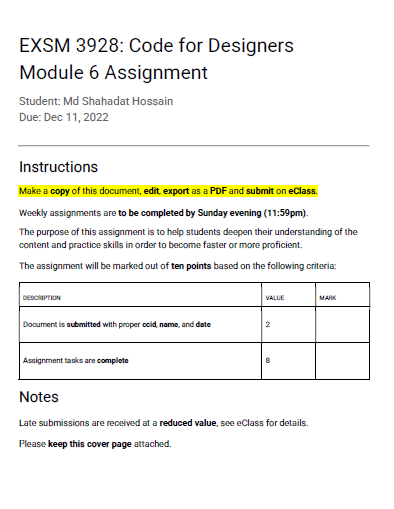 EXSM 3928: Code for Designers
Module 6 Assignment
Student: Md Shahadat Hossain
Due: Dec 11, 2022
Instructions
Make a copy of this document, edit, export as a PDF and submit on eClass.
Weekly assignments are to be completed by Sunday evening (11:59pm).
The purpose of this assignment is to help students deepen their understanding of the
content and practice skills in order to become faster or more proficient.
The assignment will be marked out of ten points based on the following criteria:
DESCRIPTION VALUE MARK
Document is submitted with proper ccid, name, and date 2
Assignment tasks are complete 8
Notes
Late submissions are received at a reduced value, see eClass for details.
Please keep this cover page attached.